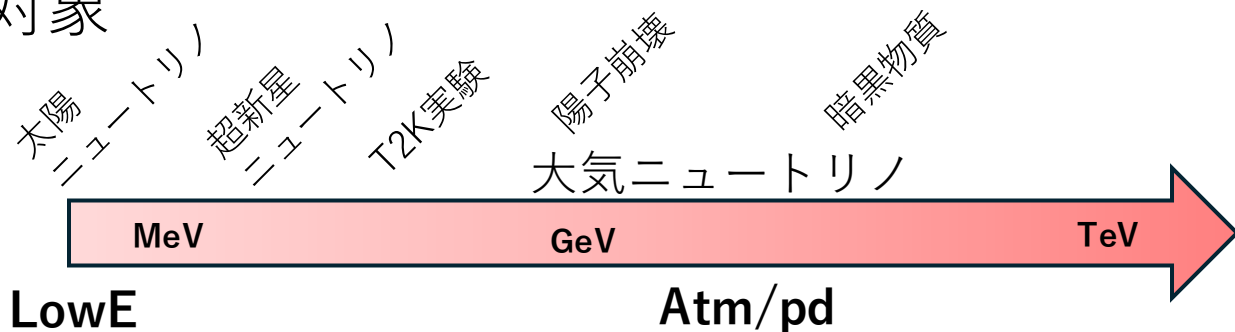 対象
太陽
ニュートリノ
超新星
ニュートリノ
T2K実験
陽子崩壊
暗黒物質
大気ニュートリノ
MeV
GeV
TeV
LowE
Atm/pd